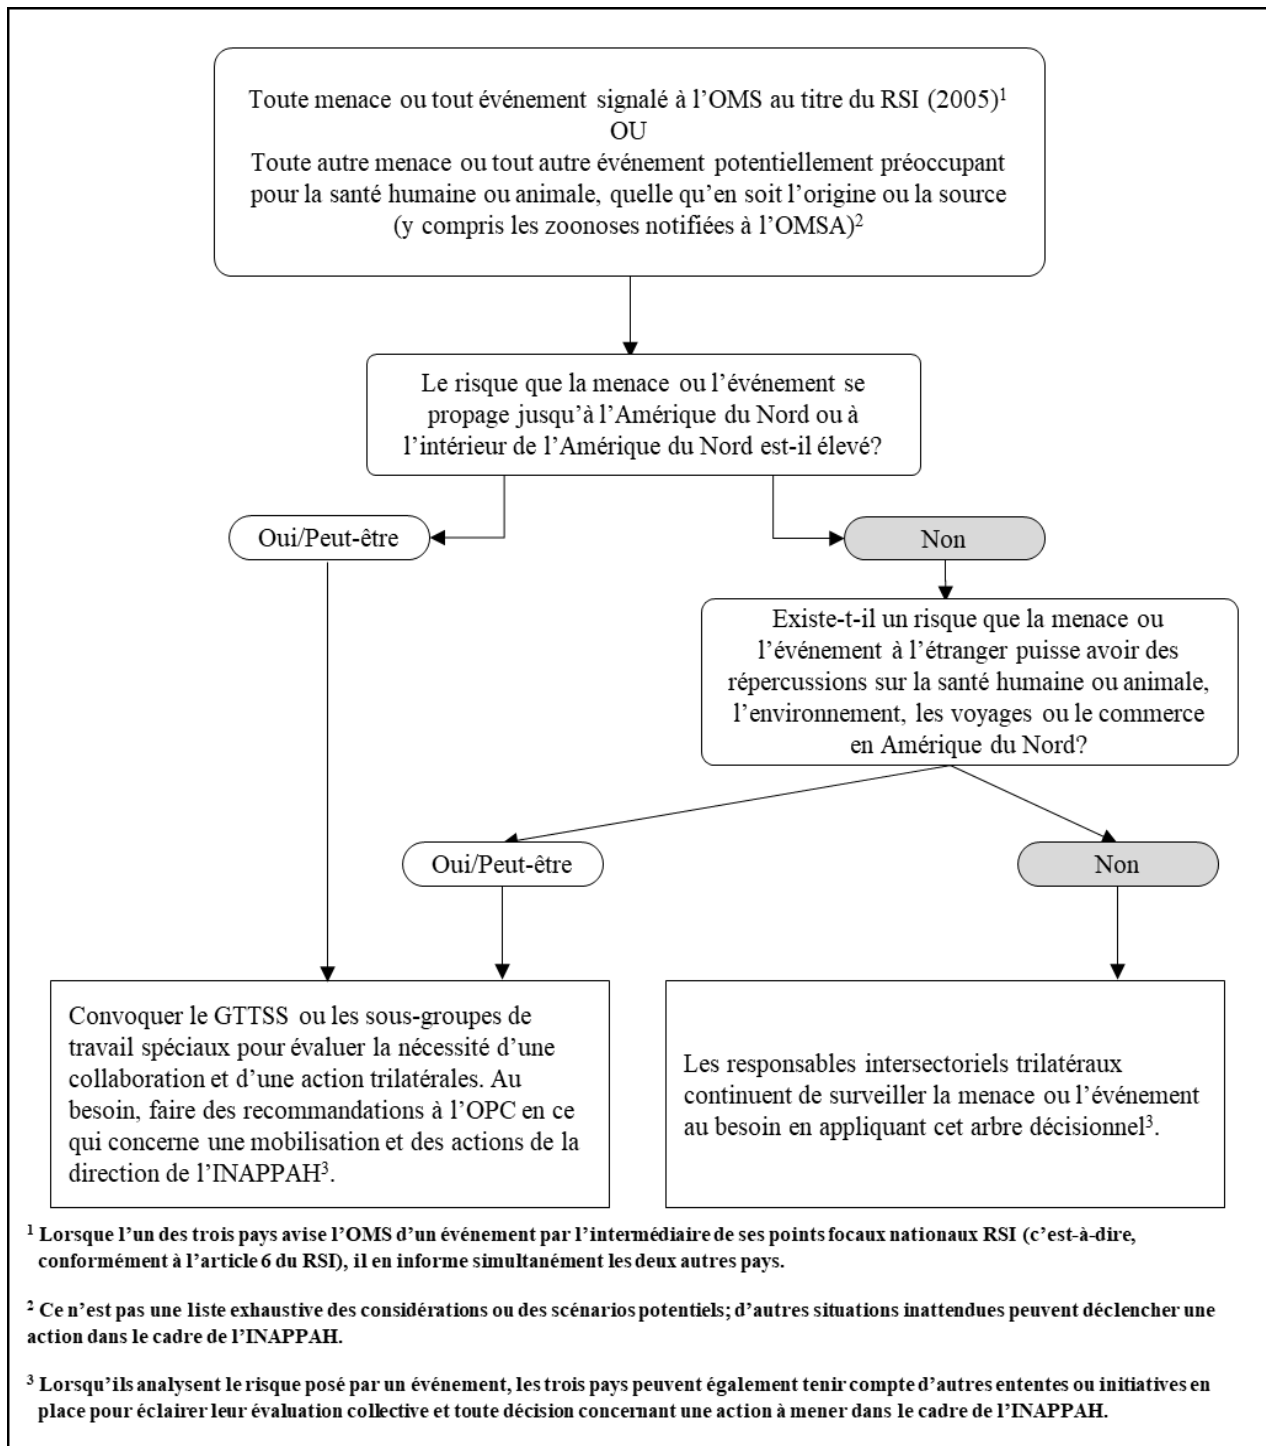 Toute menace ou tout événement signalé à l’OMS au titre du RSI (2005)¹
OU
Toute autre menace ou tout autre événement potentiellement préoccupant
pour la santé humaine ou animale, quelle qu’en soit l’origine ou la source
(y compris les zoonoses notifiées à l’OMSA)²
Le risque que la menace ou l’événement se
propage jusqu’à l’Amérique du Nord ou à
l’intérieur de l’Amérique du Nord est-il élevé?
Oui/Peut-être
Non
Existe-t-il un risque que la menace ou
l’événement à l’étranger puisse avoir des
répercussions sur la santé humaine ou animale,
l’environnement, les voyages ou le commerce
en Amérique du Nord?
Oui/Peut-être
Non
Convoquer le GTTSS ou les sous-groupes de
travail spéciaux pour évaluer la nécessité d’une
collaboration et d’une action trilatérales. Au
besoin, faire des recommandations à l’OPC en ce
qui concerne une mobilisation et des actions de la
direction de l’INAPPAH³.
Les responsables intersectoriels trilatéraux
continuent de surveiller la menace ou l’événement
au besoin en appliquant cet arbre décisionnel³.
¹ Lorsque l’un des trois pays avise l’OMS d’un événement par l’intermédiaire de ses points focaux nationaux RSI (c’est-à-dire,
conformément à l’article 6 du RSI), il en informe simultanément les deux autres pays.
² Ce n’est pas une liste exhaustive des considérations ou des scénarios potentiels; d’autres situations inattendues peuvent déclencher une
action dans le cadre de l’INAPPAH.
³ Lorsqu’ils analysent le risque posé par un événement, les trois pays peuvent également tenir compte d’autres ententes ou initiatives en
place pour éclairer leur évaluation collective et toute décision concernant une action à mener dans le cadre de l’INAPPAH.